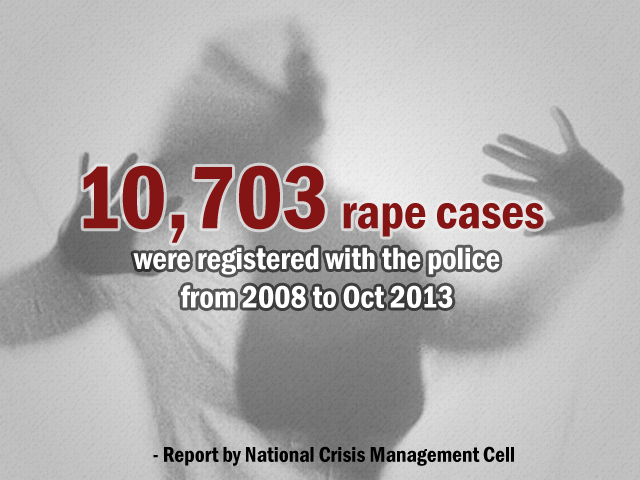 10,703 rape cases
were registered with the police
from 2008 to Oct 2013
- Report by National Crisis Management Cell